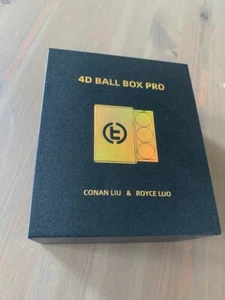 4D BALL BOX PRO
CONAN LIU & ROYCE LUO